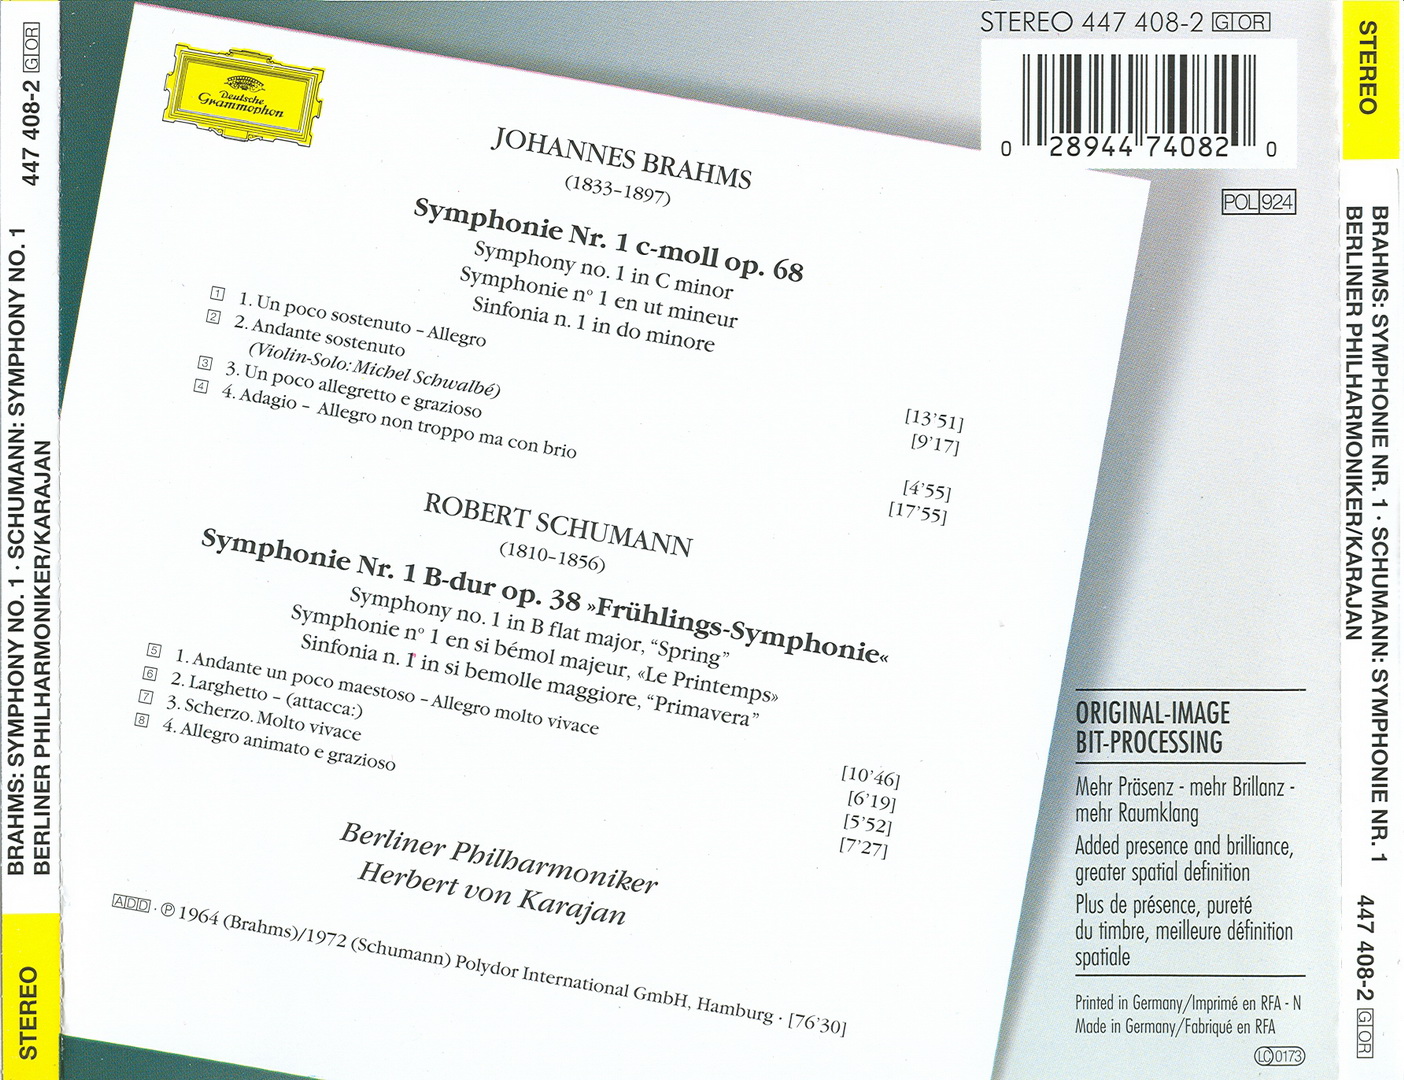 BRAHMS: SYMPHONY NO. 1 · SCHUMANN: SYMPHONY NO. 1
BERLINER PHILHARMONIKER/KARAJAN
447 408-2 GOR
STEREO
Deutsche
Grammophon
JOHANNES BRAHMS
(1833–1897)
Symphonie Nr. 1 c-moll op. 68
Symphony no. 1 in C minor
Symphonie nº 1 en ut mineur
Sinfonia n. 1 in do minore
1 1. Un poco sostenuto – Allegro [13’51]
2 2. Andante sostenuto [9’17]
(Violin-Solo: Michel Schwalbé)
3 3. Un poco allegretto e grazioso [4’55]
4 4. Adagio – Allegro non troppo ma con brio [17’55]
ROBERT SCHUMANN
(1810–1856)
Symphonie Nr. 1 B-dur op. 38 »Frühlings-Symphonie«
Symphony no. 1 in B flat major, “Spring”
Symphonie nº 1 en si bémol majeur, «Le Printemps»
Sinfonia n. 1 in si bemolle maggiore, “Primavera”
5 1. Andante un poco maestoso – Allegro molto vivace [10’46]
6 2. Larghetto – (attacca:) [6’19]
7 3. Scherzo. Molto vivace [5’52]
8 4. Allegro animato e grazioso [7’27]
Berliner Philharmoniker
Herbert von Karajan
ADD · ℗ 1964 (Brahms)/1972 (Schumann) Polydor International GmbH, Hamburg · [76’30]
STEREO 447 408-2 GOR
0 28944 74082 0
POL 924
ORIGINAL-IMAGE
BIT-PROCESSING
Mehr Präsenz - mehr Brillanz -
mehr Raumklang
Added presence and brilliance,
greater spatial definition
Plus de présence, pureté
du timbre, meilleure définition
spatiale
Printed in Germany/Imprimé en RFA - N
Made in Germany/Fabriqué en RFA
LC 0173
STEREO
BRAHMS: SYMPHONIE NR. 1 · SCHUMANN: SYMPHONIE NR. 1
BERLINER PHILHARMONIKER/KARAJAN
447 408-2 GOR